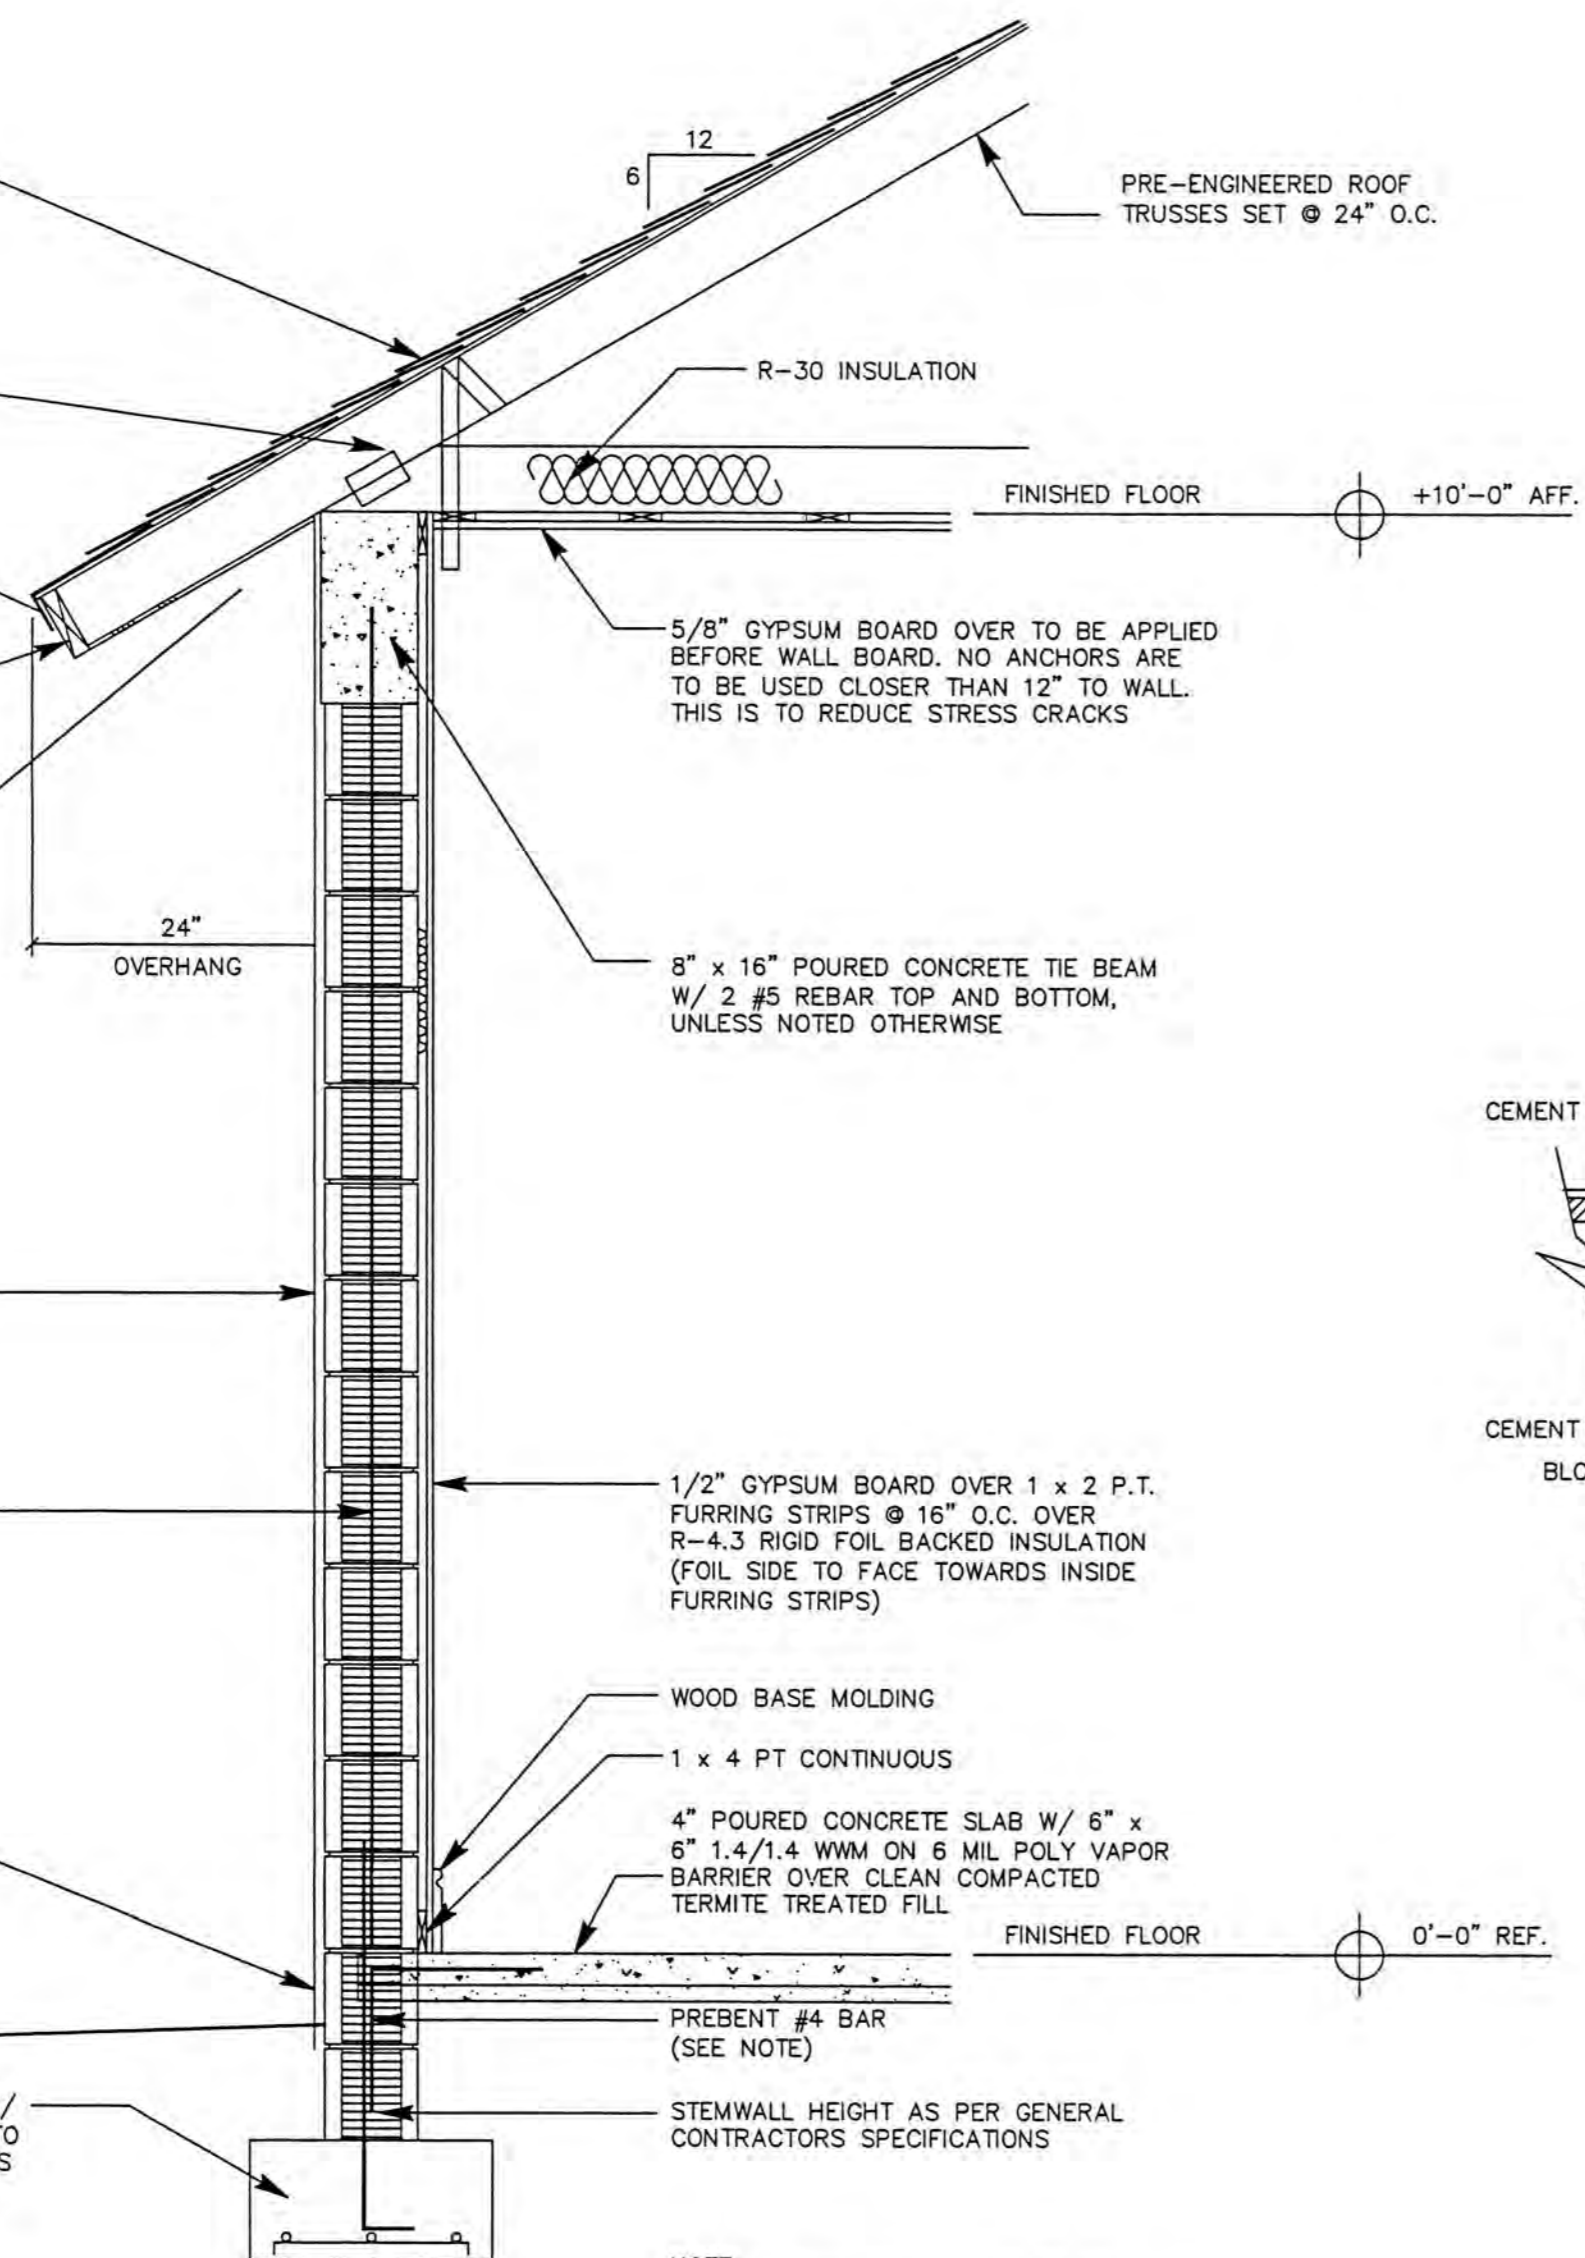 12
6
PRE-ENGINEERED ROOF
TRUSSES SET @ 24" O.C.
R-30 INSULATION
FINISHED FLOOR
+10'-0" AFF.
5/8" GYPSUM BOARD OVER TO BE APPLIED
BEFORE WALL BOARD. NO ANCHORS ARE
TO BE USED CLOSER THAN 12" TO WALL.
THIS IS TO REDUCE STRESS CRACKS
24"
OVERHANG
8" x 16" POURED CONCRETE TIE BEAM
W/ 2 #5 REBAR TOP AND BOTTOM,
UNLESS NOTED OTHERWISE
CEMENT
CEMENT
1/2" GYPSUM BOARD OVER 1 x 2 P.T.
FURRING STRIPS @ 16" O.C. OVER
R-4.3 RIGID FOIL BACKED INSULATION
(FOIL SIDE TO FACE TOWARDS INSIDE
FURRING STRIPS)
WOOD BASE MOLDING
1 x 4 PT CONTINUOUS
4" POURED CONCRETE SLAB W/ 6" x
6" 1.4/1.4 WWM ON 6 MIL POLY VAPOR
BARRIER OVER CLEAN COMPACTED
TERMITE TREATED FILL
FINISHED FLOOR
0'-0" REF.
PREBENT #4 BAR
(SEE NOTE)
STEMWALL HEIGHT AS PER GENERAL
CONTRACTORS SPECIFICATIONS